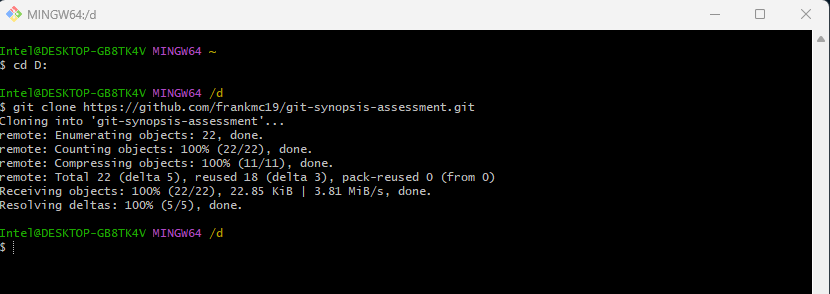 MINGW64:/d
Intel@DESKTOP-GB8TK4V MINGW64 ~
$ cd D:
Intel@DESKTOP-GB8TK4V MINGW64 /d
$ git clone https://github.com/frankmc19/git-synopsis-assessment.git
Cloning into 'git-synopsis-assessment'...
remote: Enumerating objects: 22, done.
remote: Counting objects: 100% (22/22), done.
remote: Compressing objects: 100% (11/11), done.
remote: Total 22 (delta 5), reused 18 (delta 3), pack-reused 0 (from 0)
Receiving objects: 100% (22/22), 22.85 KiB | 3.81 MiB/s, done.
Resolving deltas: 100% (5/5), done.
Intel@DESKTOP-GB8TK4V MINGW64 /d
$